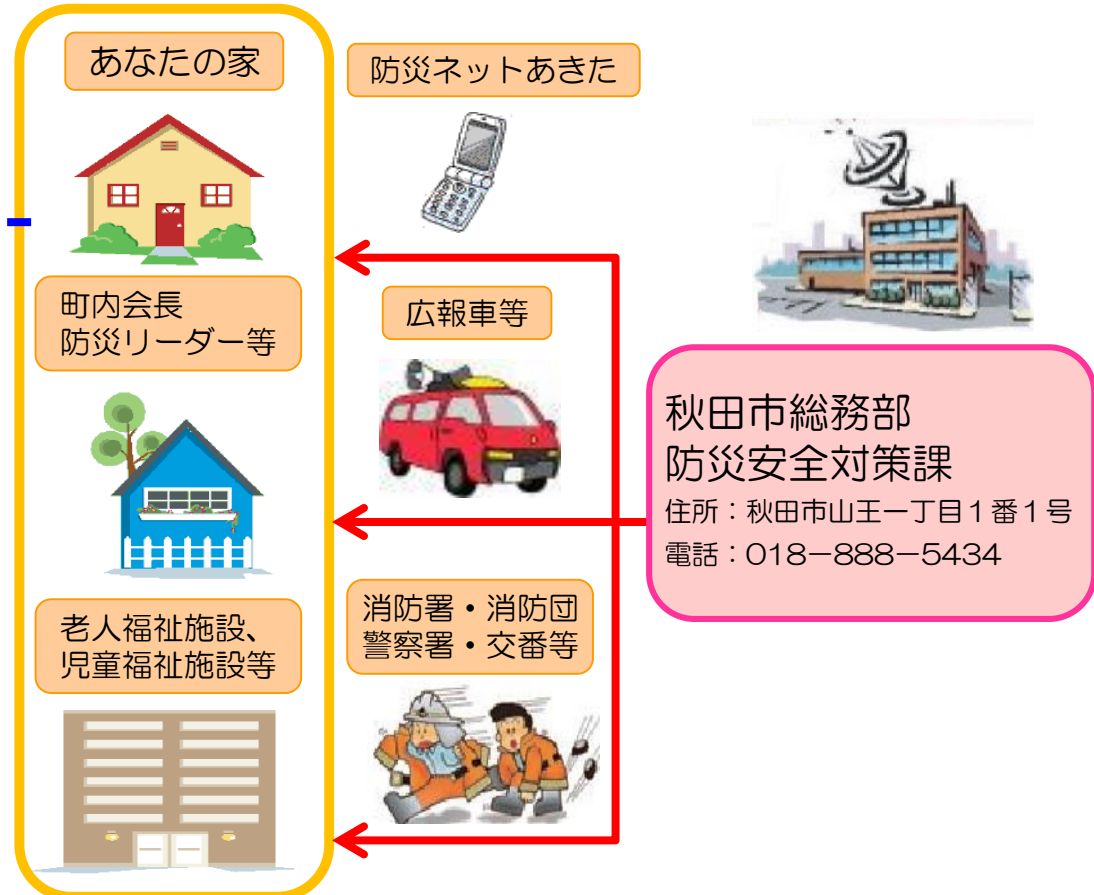 あなたの家
防災ネットあきた
町内会長
防災リーダー等
広報車等
秋田市総務部
防災安全対策課
住所：秋田市山王一丁目1番1号
電話：018－888－5434
老人福祉施設、
児童福祉施設等
消防署・消防団
警察署・交番等